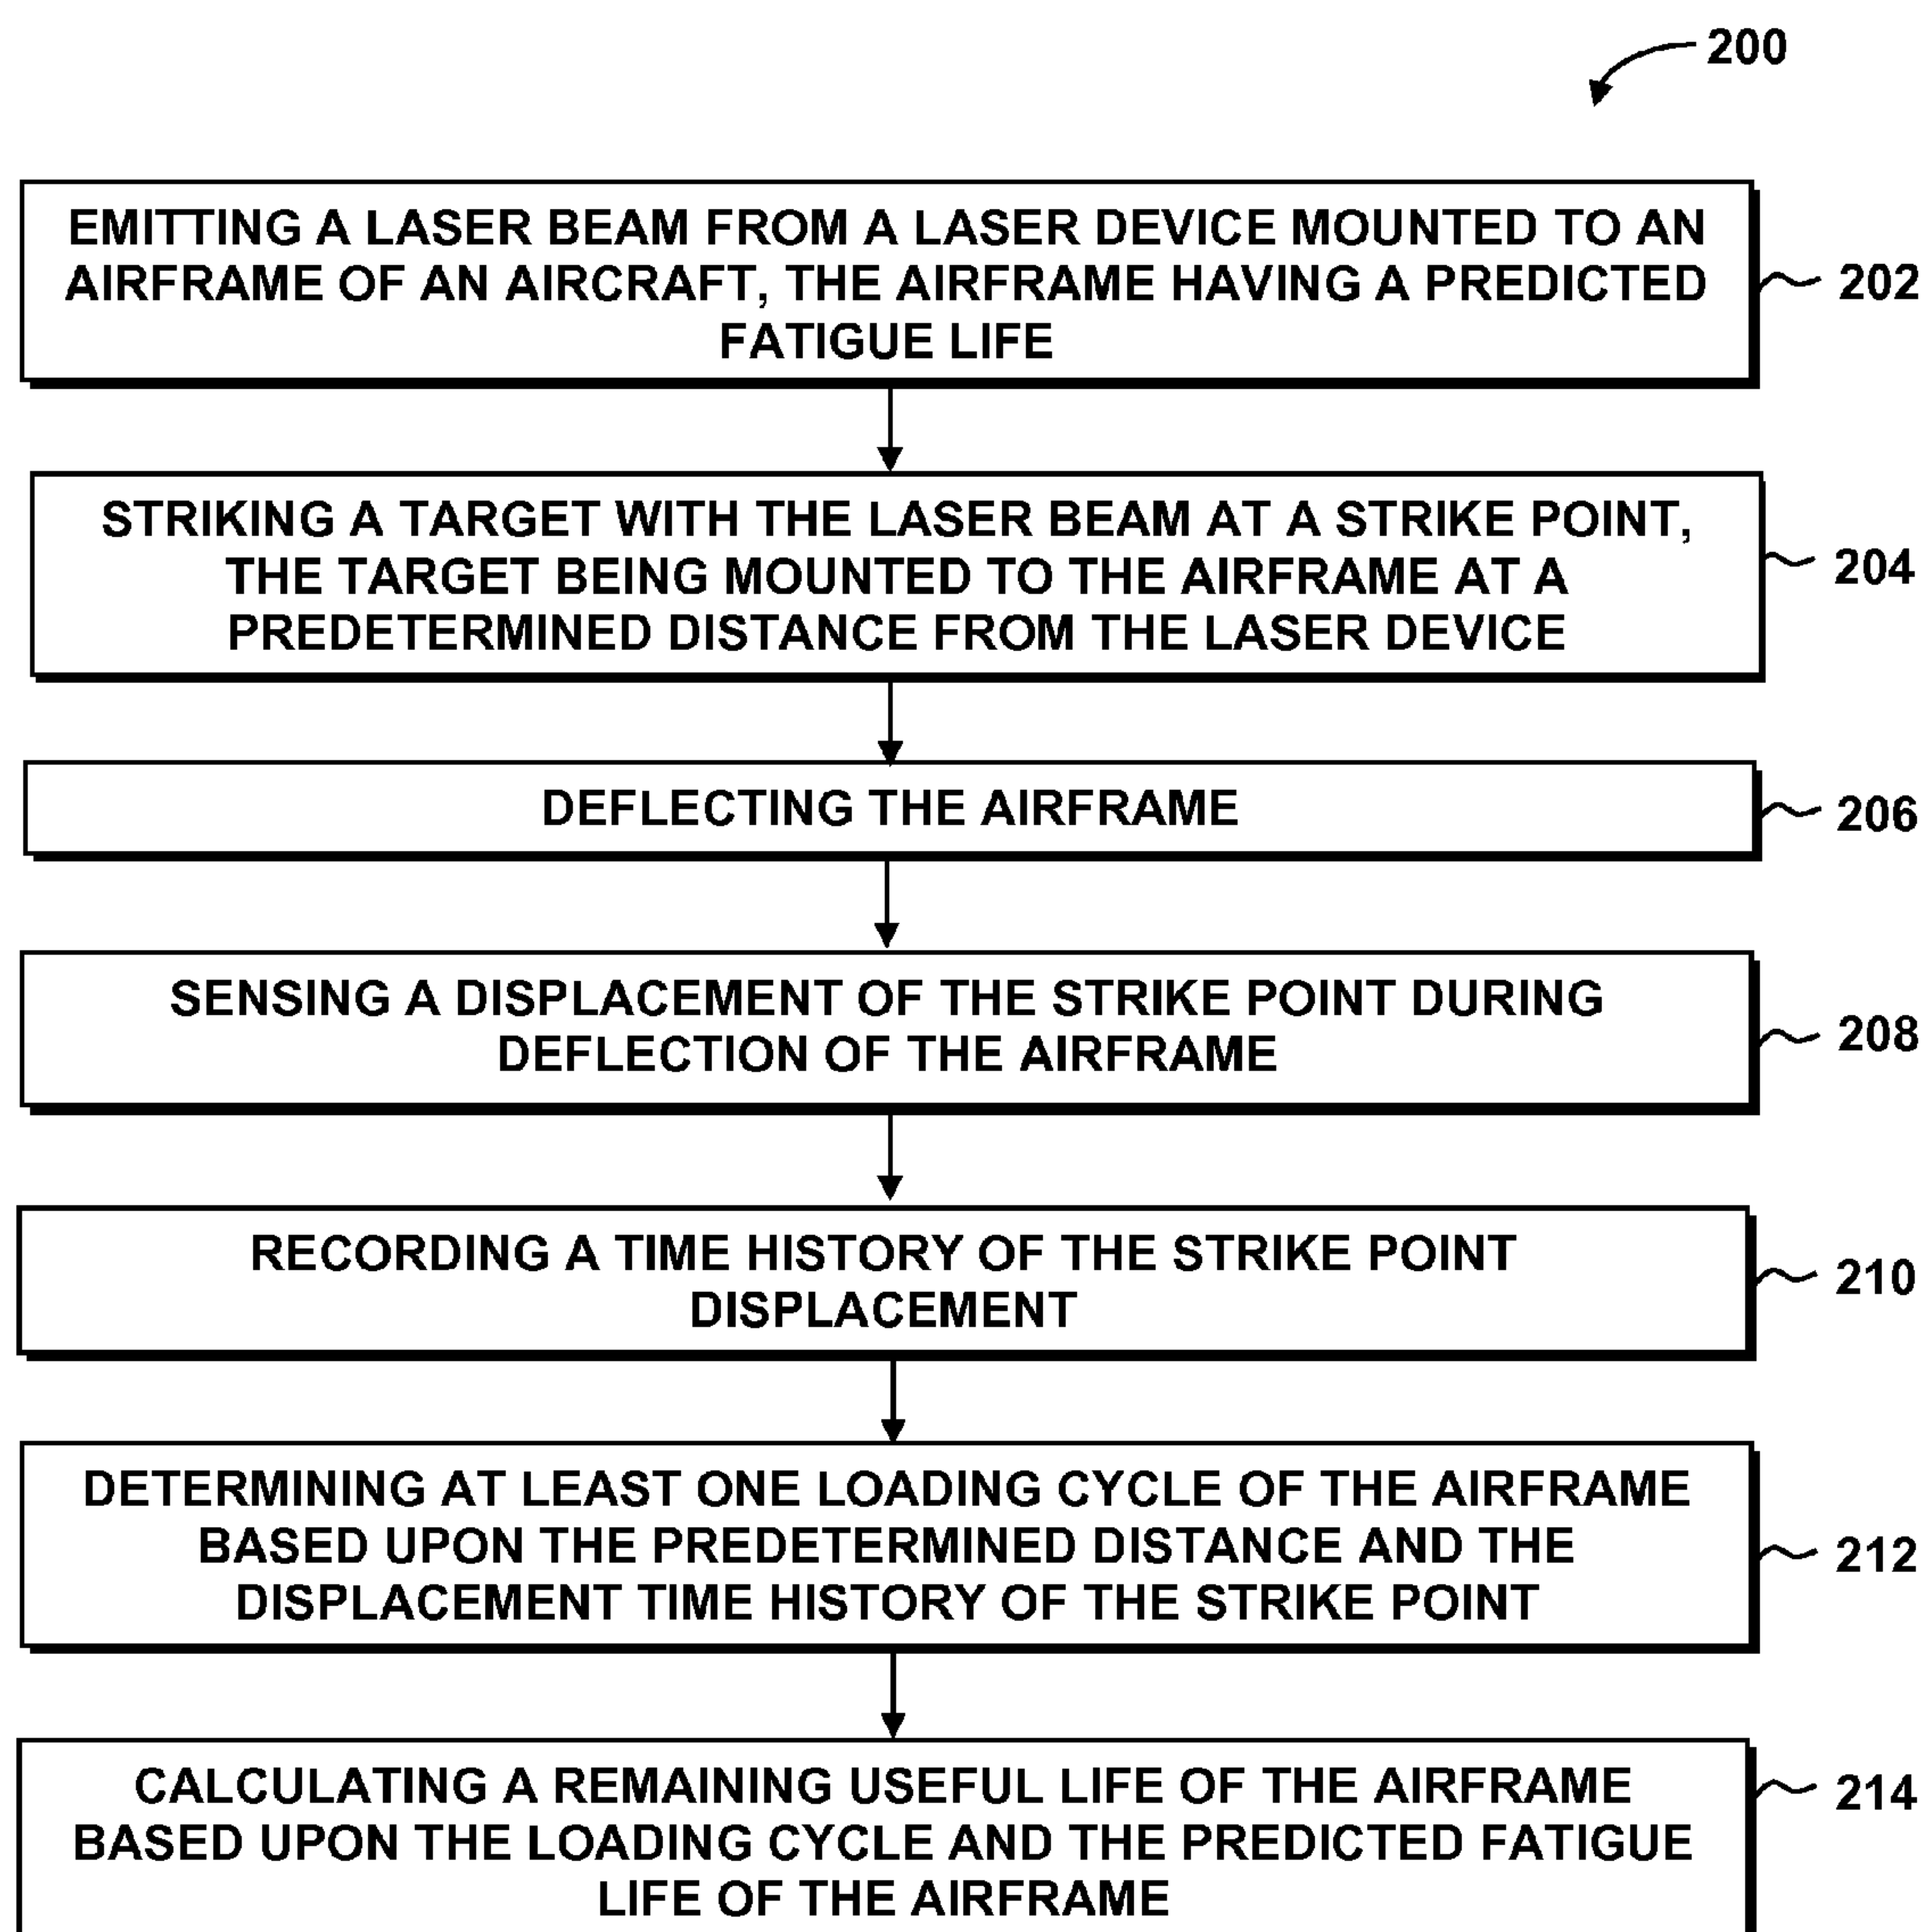 200
EMITTING A LASER BEAM FROM A LASER DEVICE MOUNTED TO AN
AIRFRAME OF AN AIRCRAFT, THE AIRFRAME HAVING A PREDICTED
FATIGUE LIFE
202
STRIKING A TARGET WITH THE LASER BEAM AT A STRIKE POINT,
THE TARGET BEING MOUNTED TO THE AIRFRAME AT A
PREDETERMINED DISTANCE FROM THE LASER DEVICE
204
DEFLECTING THE AIRFRAME
206
SENSING A DISPLACEMENT OF THE STRIKE POINT DURING
DEFLECTION OF THE AIRFRAME
208
RECORDING A TIME HISTORY OF THE STRIKE POINT
DISPLACEMENT
210
DETERMINING AT LEAST ONE LOADING CYCLE OF THE AIRFRAME
BASED UPON THE PREDETERMINED DISTANCE AND THE
DISPLACEMENT TIME HISTORY OF THE STRIKE POINT
212
CALCULATING A REMAINING USEFUL LIFE OF THE AIRFRAME
BASED UPON THE LOADING CYCLE AND THE PREDICTED FATIGUE
LIFE OF THE AIRFRAME
214